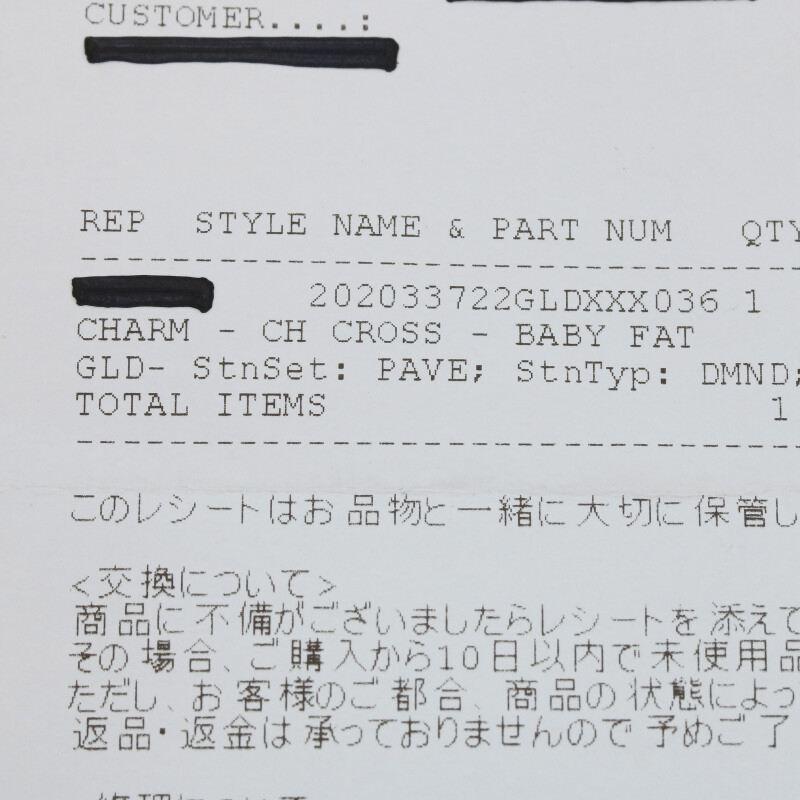 CUSTOMER....:
REP STYLE NAME & PART NUM QTY
202033722GLDXXX036 1
CHARM - CH CROSS - BABY FAT
GLD- StnSet: PAVE; StnTyp: DMND;
TOTAL ITEMS 1
このレシートはお品物と一緒に大切に保管し
<交換について>
商品に不備がございましたらレシートを添えて
その場合、ご購入から10日以内で未使用品
ただし、お客様のご都合、商品の状態によっ
返品・返金は承っておりませんので予めご了